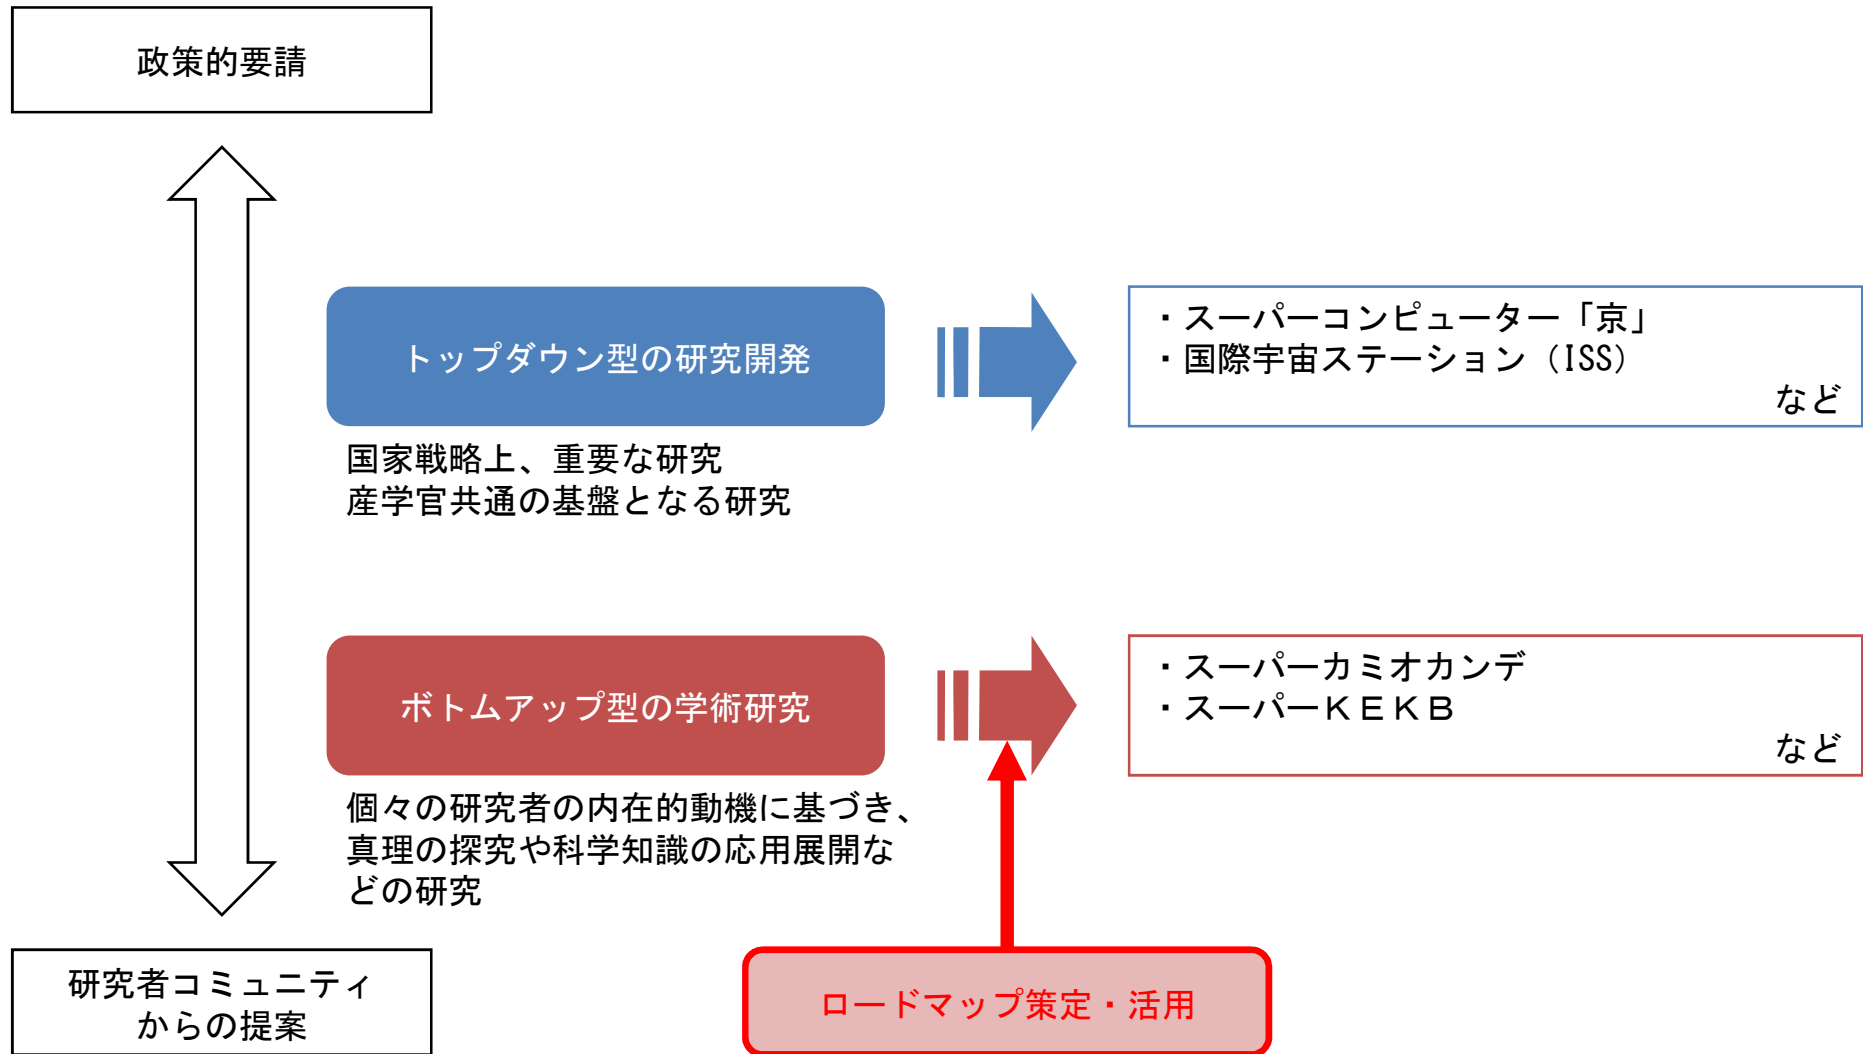 政策的要請
トップダウン型の研究開発
・スーパーコンピューター「京」
・国際宇宙ステーション（ISS）
など
国家戦略上、重要な研究
産学官共通の基盤となる研究
ボトムアップ型の学術研究
・スーパーカミオカンデ
・スーパーＫＥＫＢ
など
個々の研究者の内在的動機に基づき、
真理の探究や科学知識の応用展開な
どの研究
研究者コミュニティ
からの提案
ロードマップ策定・活用